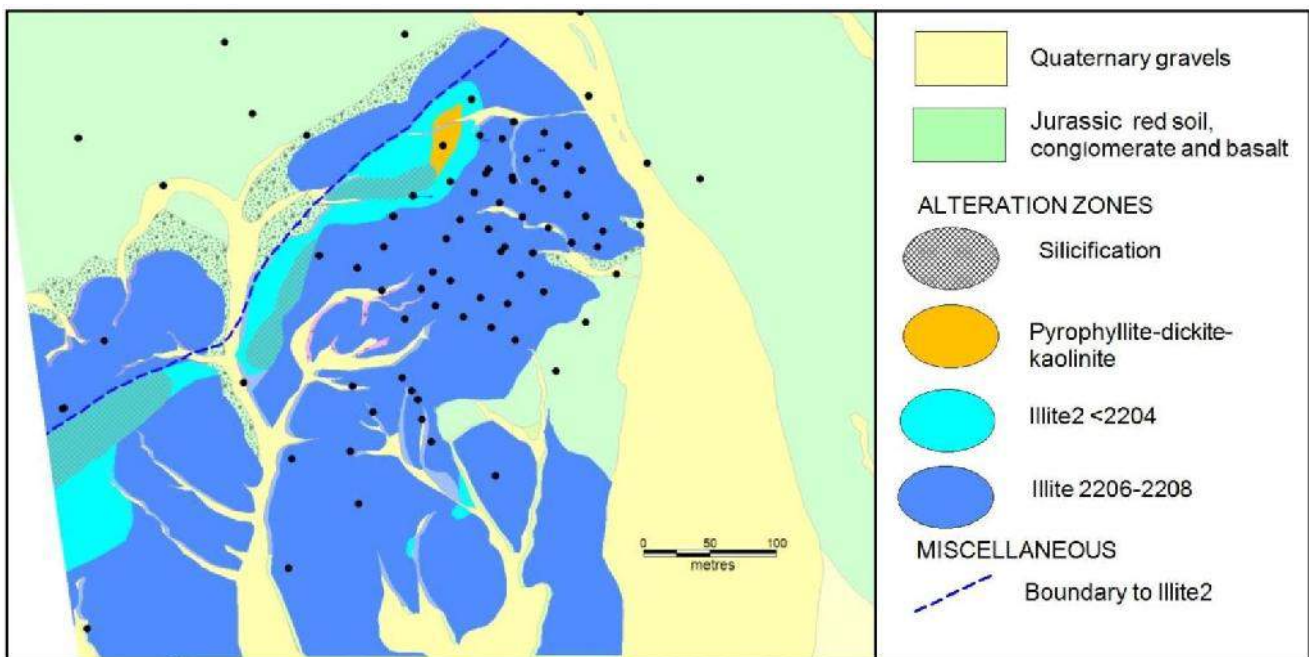 Quaternary gravels
Jurassic red soil,
conglomerate and basalt
ALTERATION ZONES
Silicification
Pyrophyllite-dickite-
kaolinite
Illite2 <2204
Illite 2206-2208
MISCELLANEOUS
Boundary to Illite2
0 50 100
metres